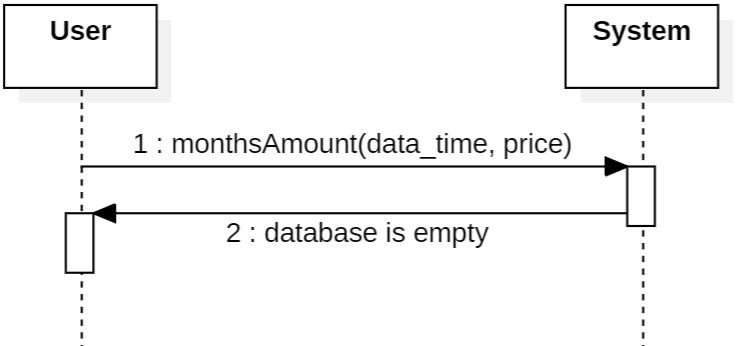 User
System
1 : monthsAmount(data_time, price)
2 : database is empty